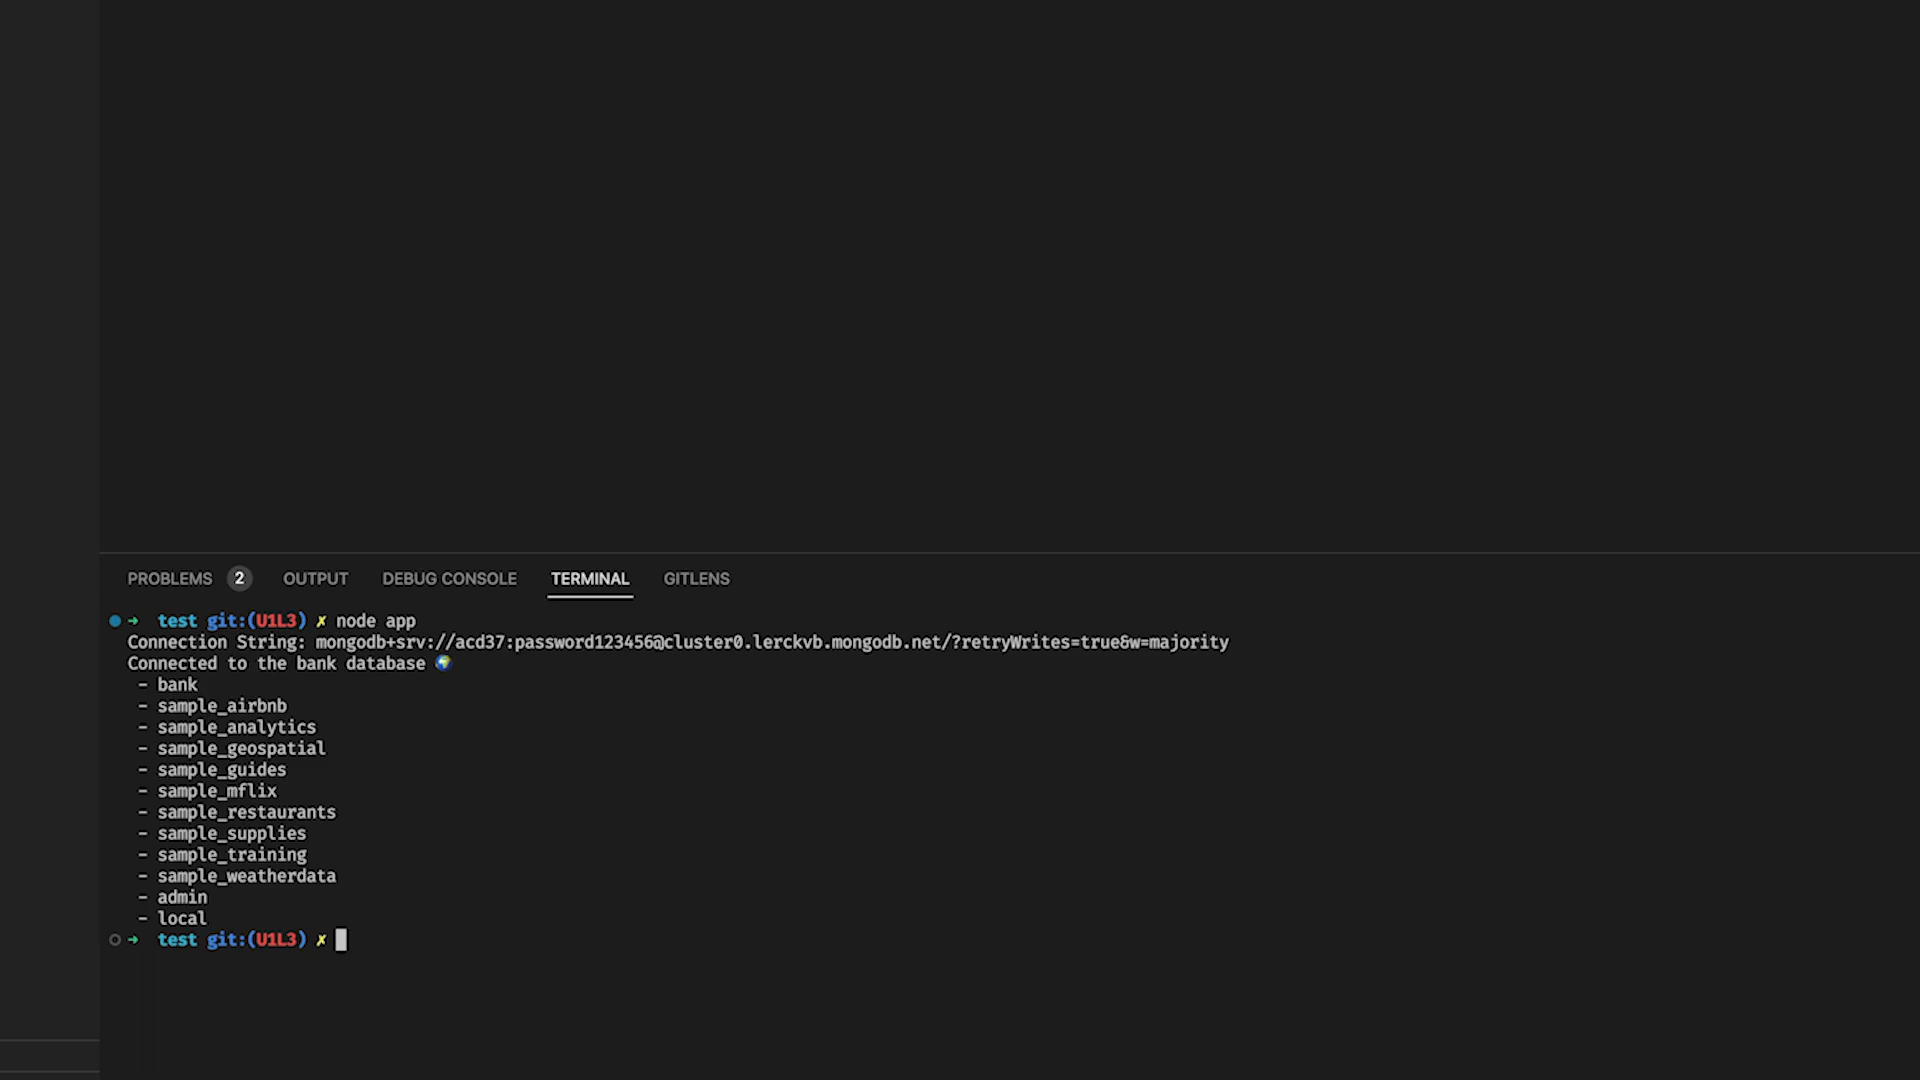 PROBLEMS 2 OUTPUT DEBUG CONSOLE TERMINAL GITLENS
➜ test git:(U1L3) ✗ node app
Connection String: mongodb+srv://acd37:password123456@cluster0.lerckvb.mongodb.net/?retryWrites=true&w=majority
Connected to the bank database 🌍
- bank
- sample_airbnb
- sample_analytics
- sample_geospatial
- sample_guides
- sample_mflix
- sample_restaurants
- sample_supplies
- sample_training
- sample_weatherdata
- admin
- local
➜ test git:(U1L3) ✗